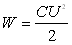 W = CU²/2